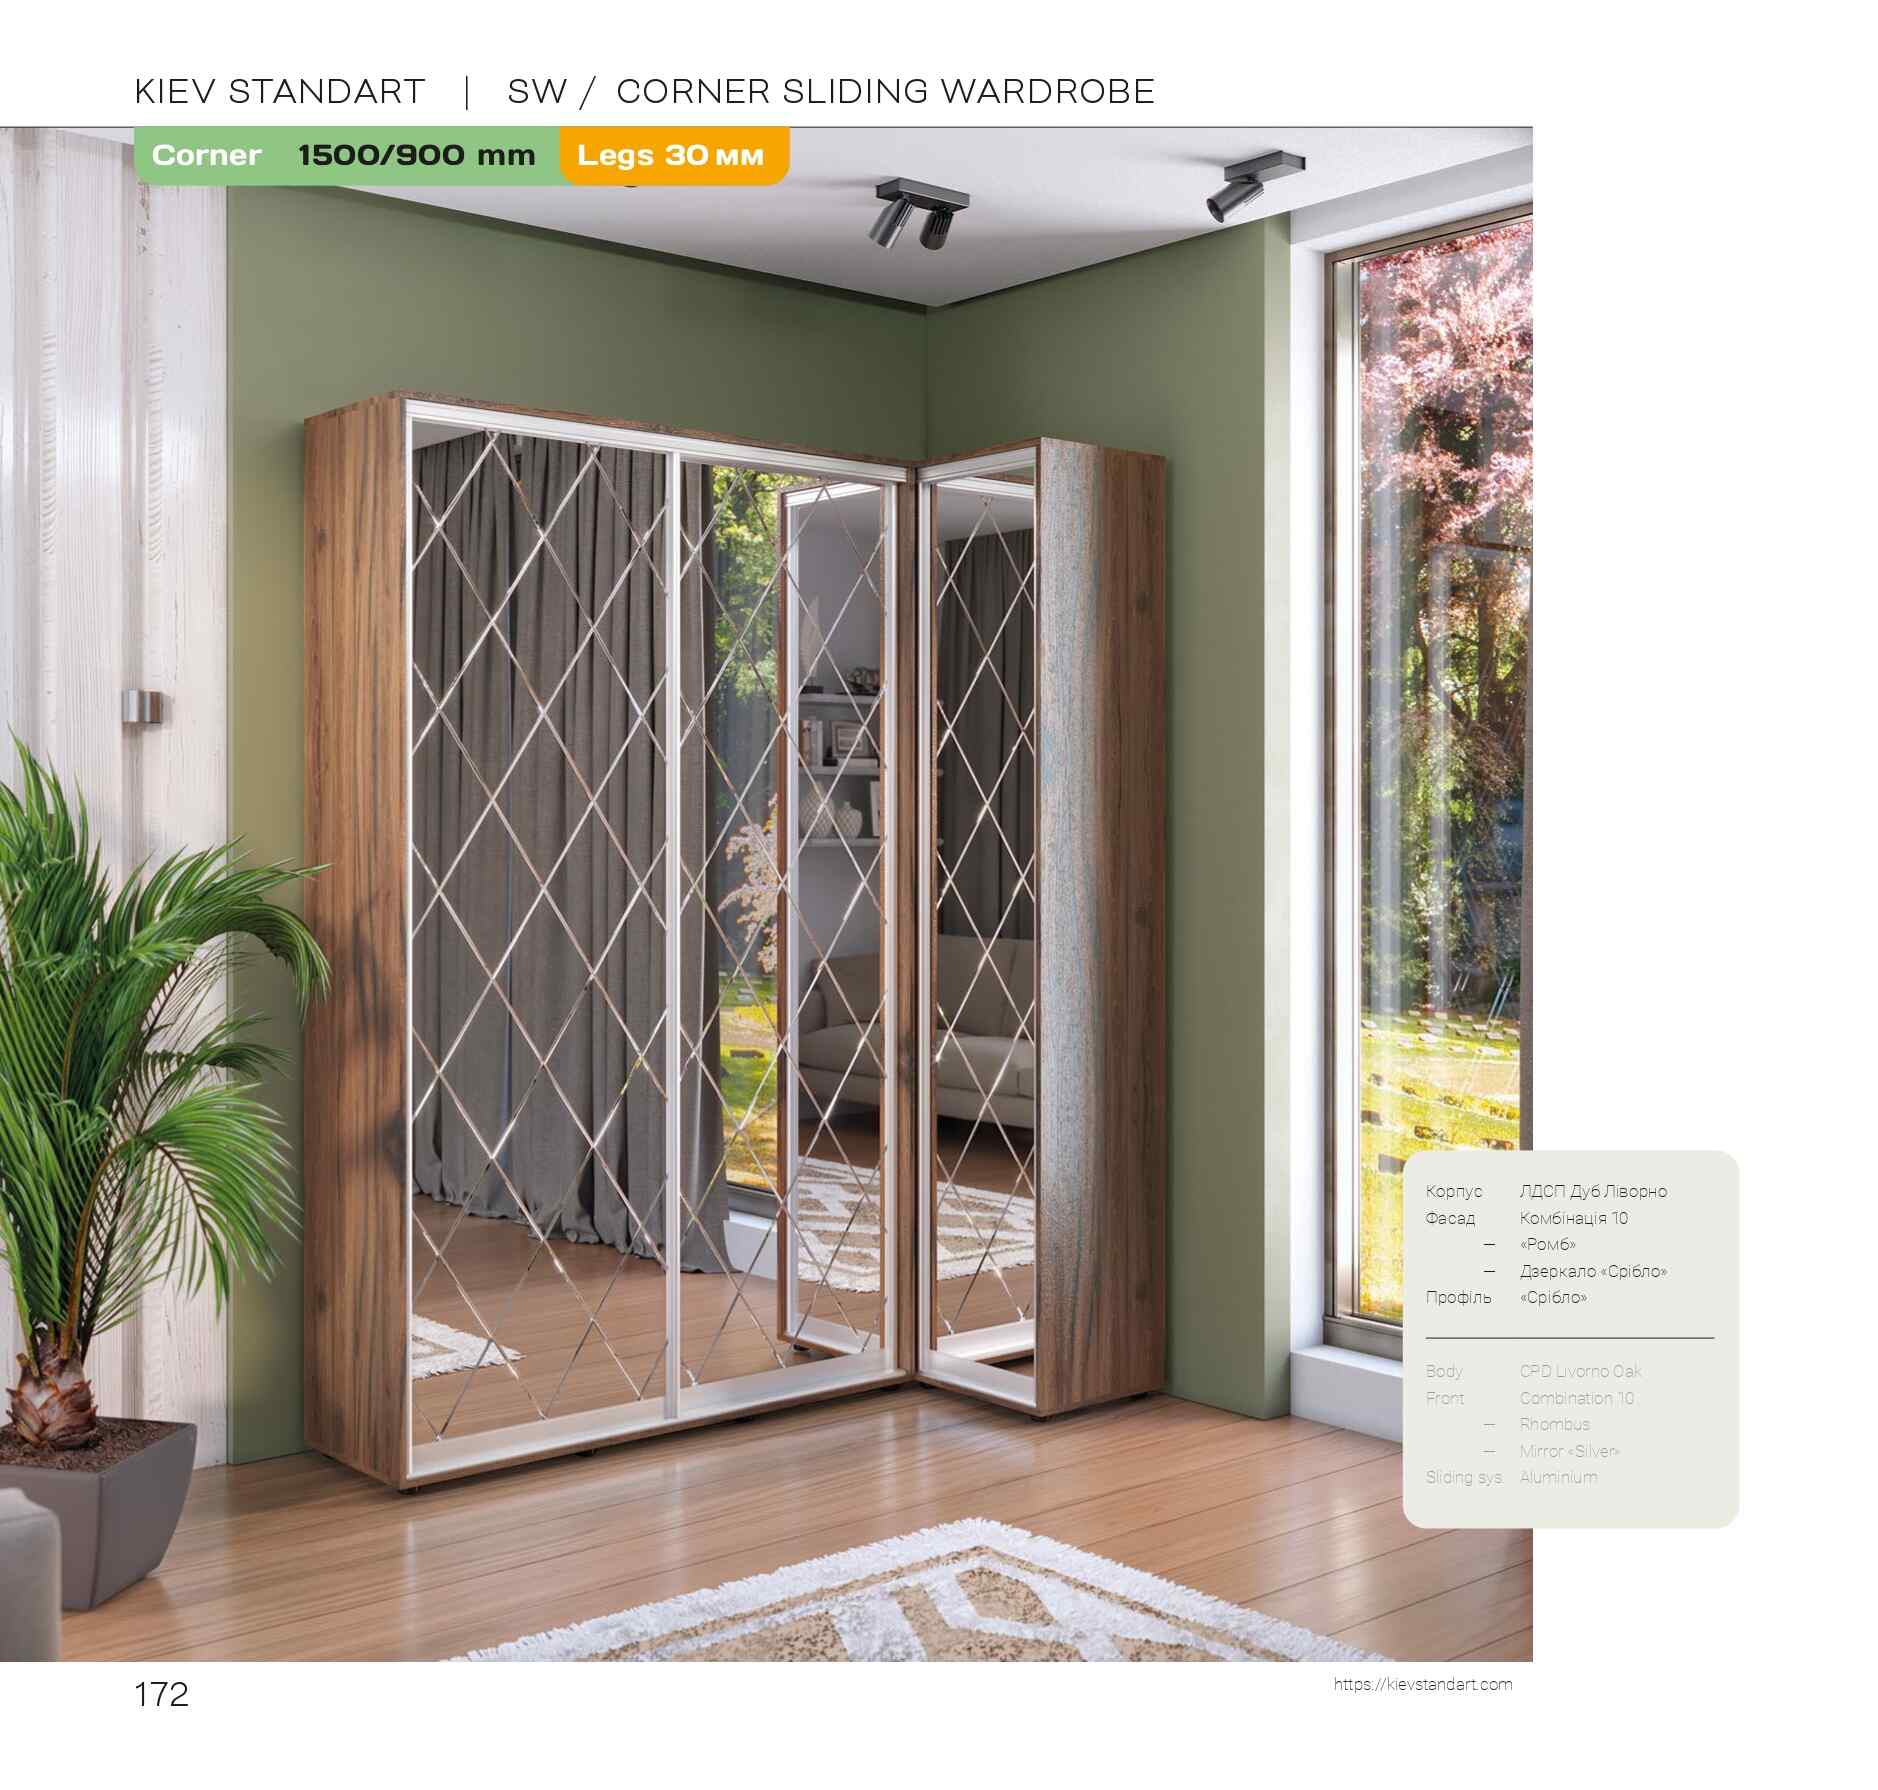 KIEV STANDART | SW / CORNER SLIDING WARDROBE
Corner 1500/900 mm Legs 30 мм
Корпус ЛДСП Дуб Ліворно
Фасад Комбінація 10
— «Ромб»
— Дзеркало «Срібло»
Профіль «Срібло»
Body CPD Livorno Oak
Front Combination 10
— Rhombus
— Mirror «Silver»
Sliding sys. Aluminium
172
https://kievstandart.com